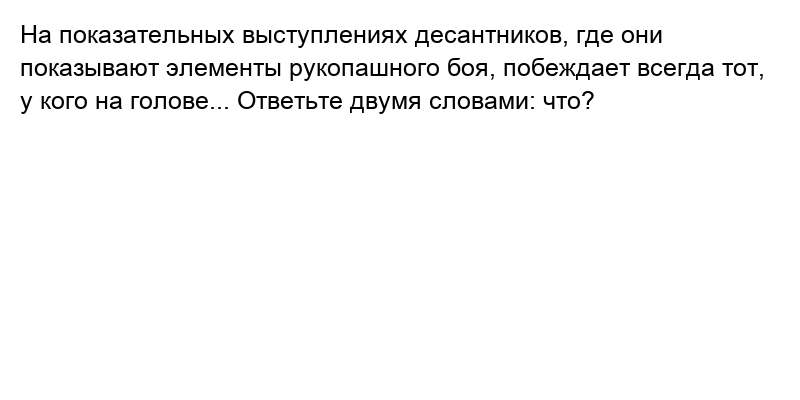 На показательных выступлениях десантников, где они
показывают элементы рукопашного боя, побеждает всегда тот,
у кого на голове... Ответьте двумя словами: что?